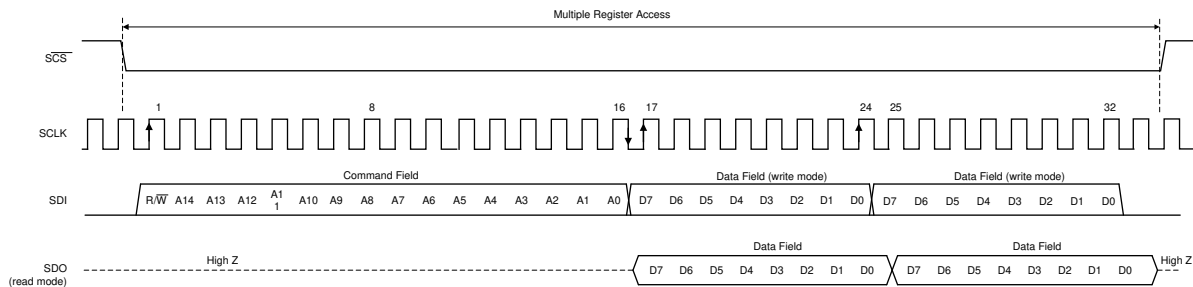 Multiple Register Access
SCS
1 8 16 17 24 25 32
SCLK
Command Field Data Field (write mode) Data Field (write mode)
SDI R/W A14 A13 A12 A1 A10 A9 A8 A7 A6 A5 A4 A3 A2 A1 A0 D7 D6 D5 D4 D3 D2 D1 D0 D7 D6 D5 D4 D3 D2 D1 D0
1
High Z Data Field Data Field High Z
SDO D7 D6 D5 D4 D3 D2 D1 D0 D7 D6 D5 D4 D3 D2 D1 D0
(read mode)